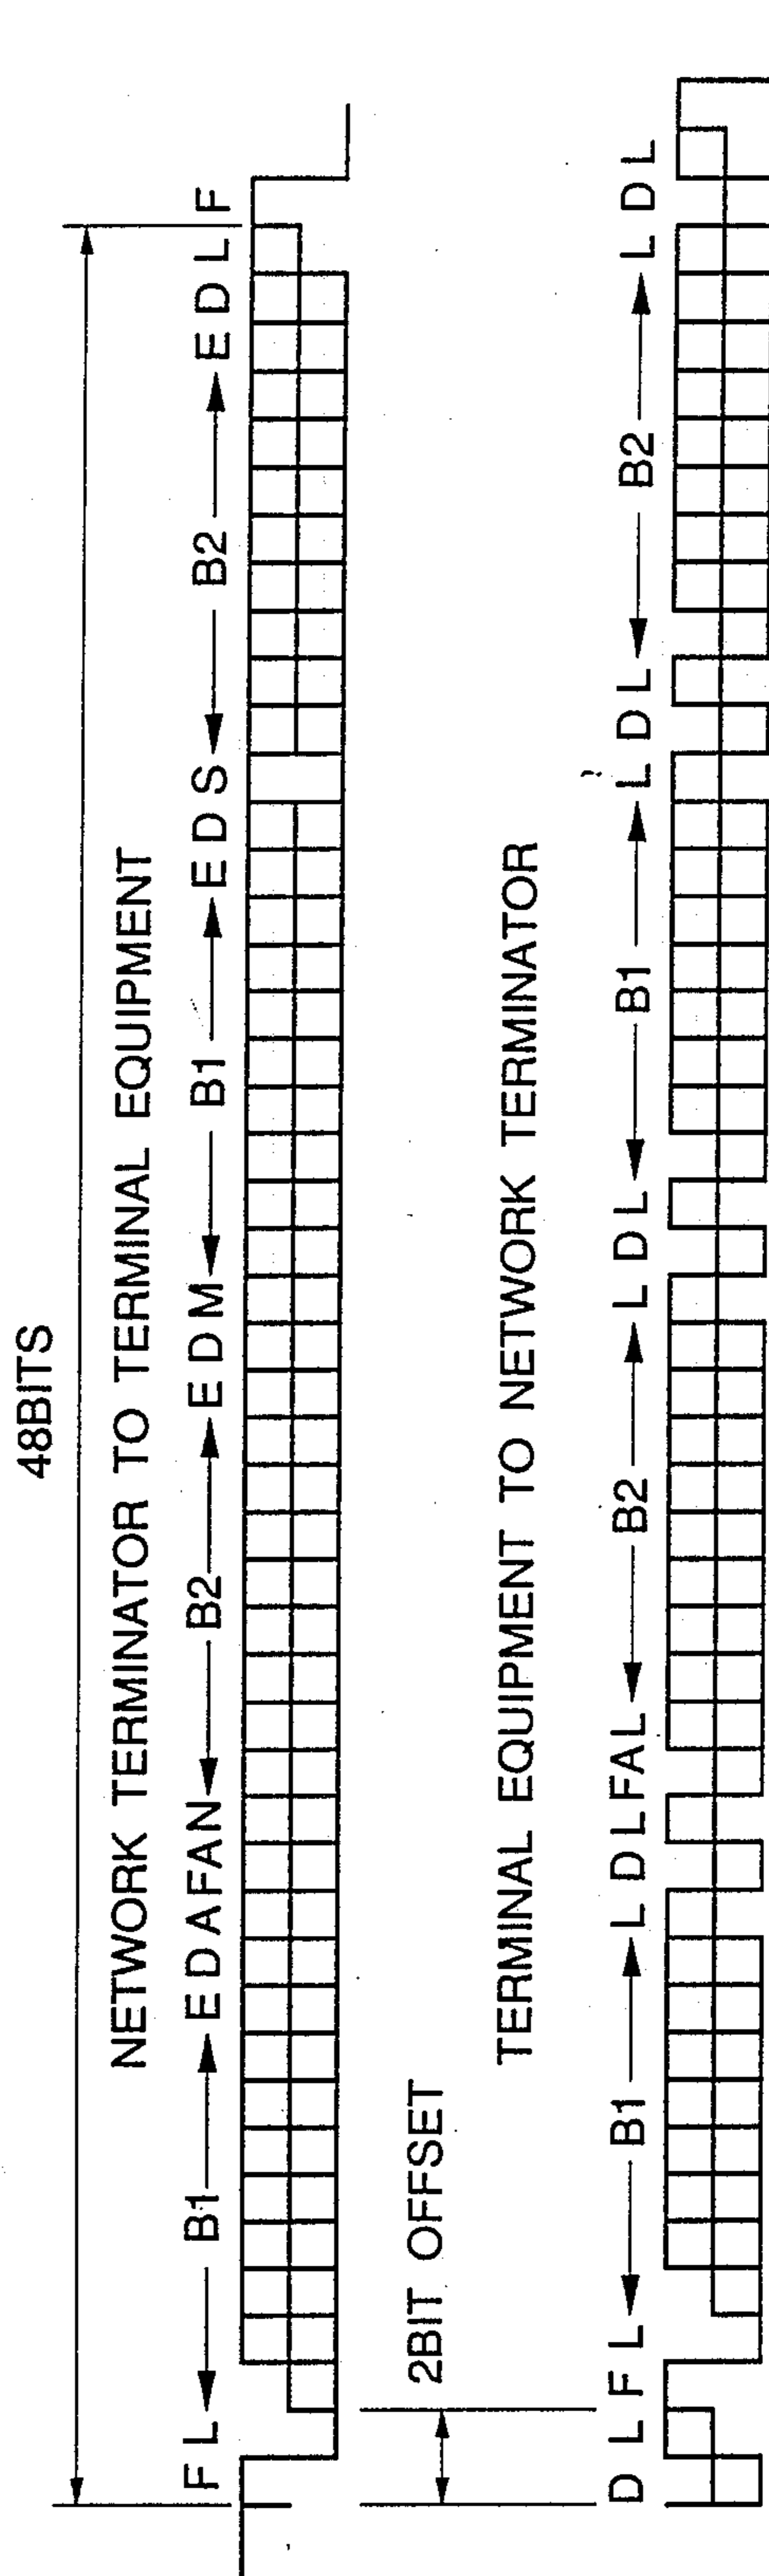 48BITS
NETWORK TERMINATOR TO TERMINAL EQUIPMENT
F L B1 E D A F A N B2 E D M B1 E D S B2 E D L F
2BIT OFFSET
TERMINAL EQUIPMENT TO NETWORK TERMINATOR
D L F L B1 L D L F A L B2 L D L B1 L D L B2 L D L